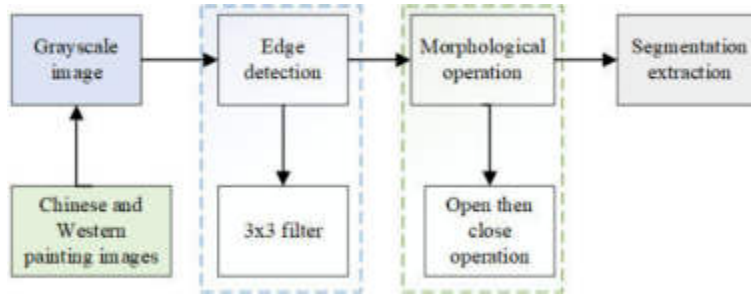 Grayscale
image
Edge
detection
Morphological
operation
Segmentation
extraction
Chinese and
Western
painting images
3x3 filter
Open then
close
operation